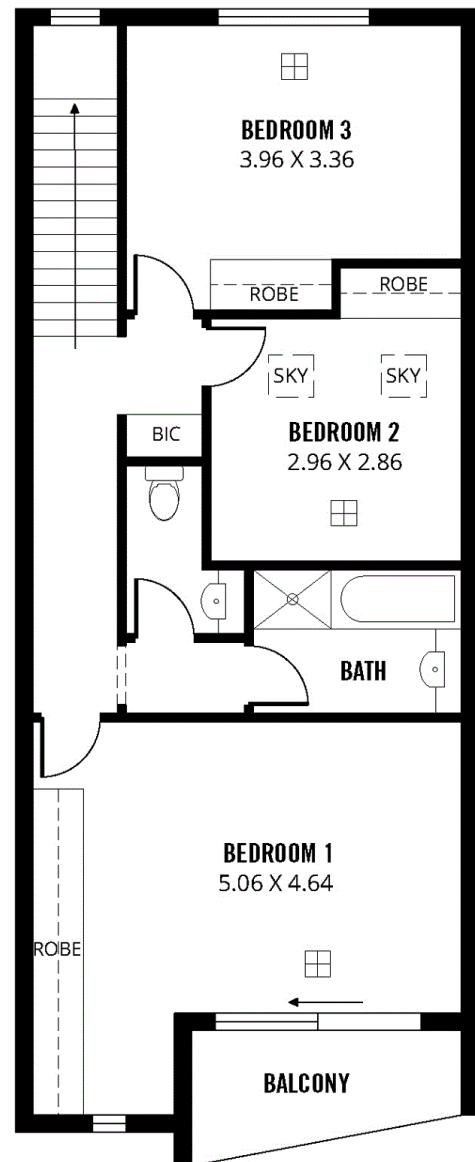 BEDROOM 3
3.96 X 3.36
ROBE
ROBE
SKY
SKY
BIC
BEDROOM 2
2.96 X 2.86
BATH
BEDROOM 1
5.06 X 4.64
ROBE
BALCONY